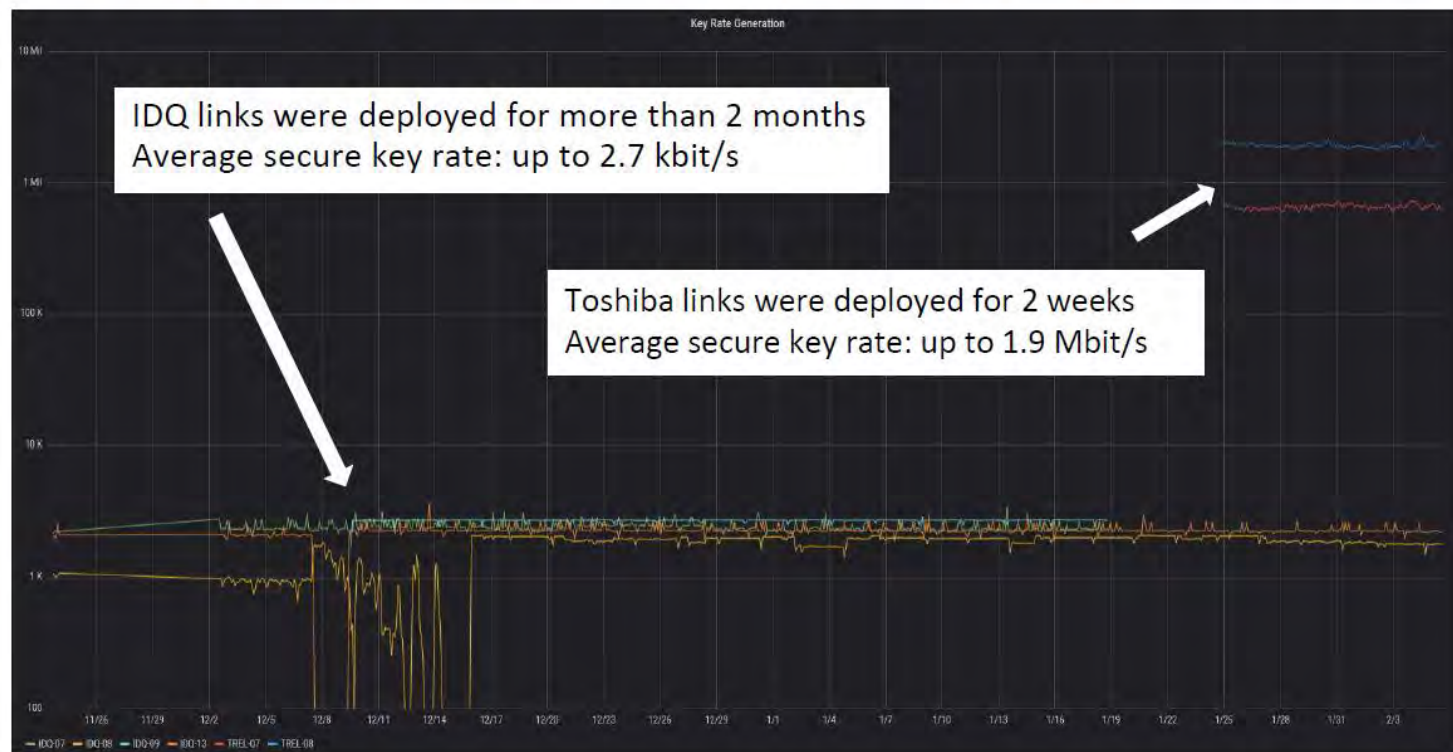 Key Rate Generation
10 Mil
IDQ links were deployed for more than 2 months
Average secure key rate: up to 2.7 kbit/s
1 Mil
Toshiba links were deployed for 2 weeks
Average secure key rate: up to 1.9 Mbit/s
100 K
10 K
1 K
100
11/26 11/29 12/2 12/5 12/8 12/11 12/14 12/17 12/20 12/23 12/26 12/29 1/1 1/4 1/7 1/10 1/13 1/16 1/19 1/22 1/25 1/28 1/31 2/3
IDQ-07 IDQ-08 IDQ-09 IDQ-13 TREL-07 TREL-08